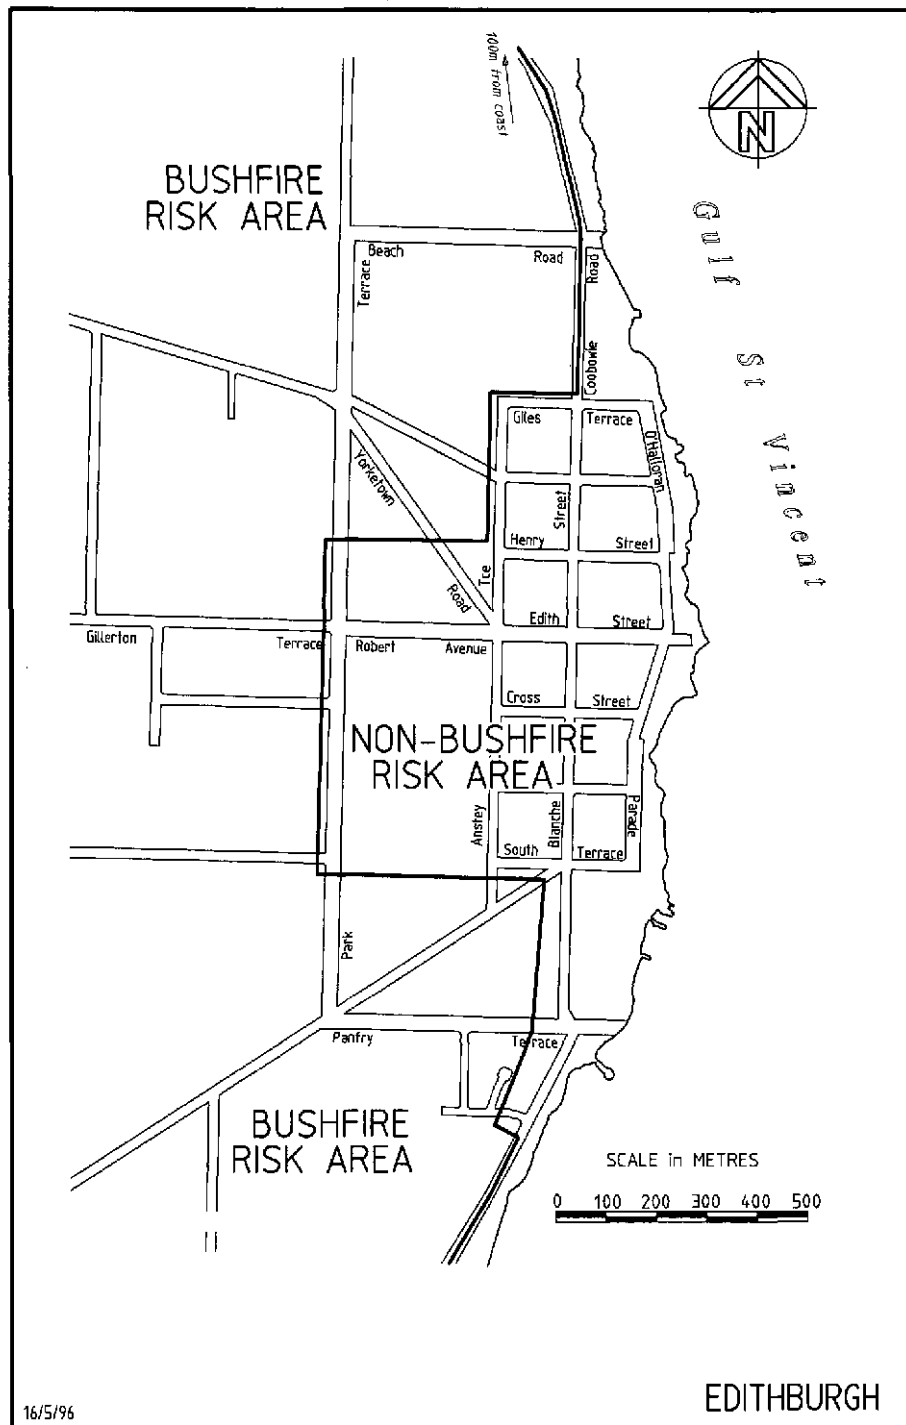 100m from coast
N
BUSHFIRE
RISK AREA
Gulf St Vincent
Beach Road
Terrace
Coobowie Road
Giles Terrace
O'Halloran
Yorketown Road
Street
Henry Street
Tce
Edith Street
Gillerton Terrace
Robert Avenue
Cross Street
NON-BUSHFIRE
RISK AREA
Anstey
Blanche
Parade
South Terrace
Park
Panfry Terrace
BUSHFIRE
RISK AREA
SCALE in METRES
0 100 200 300 400 500
EDITHBURGH
16/5/96